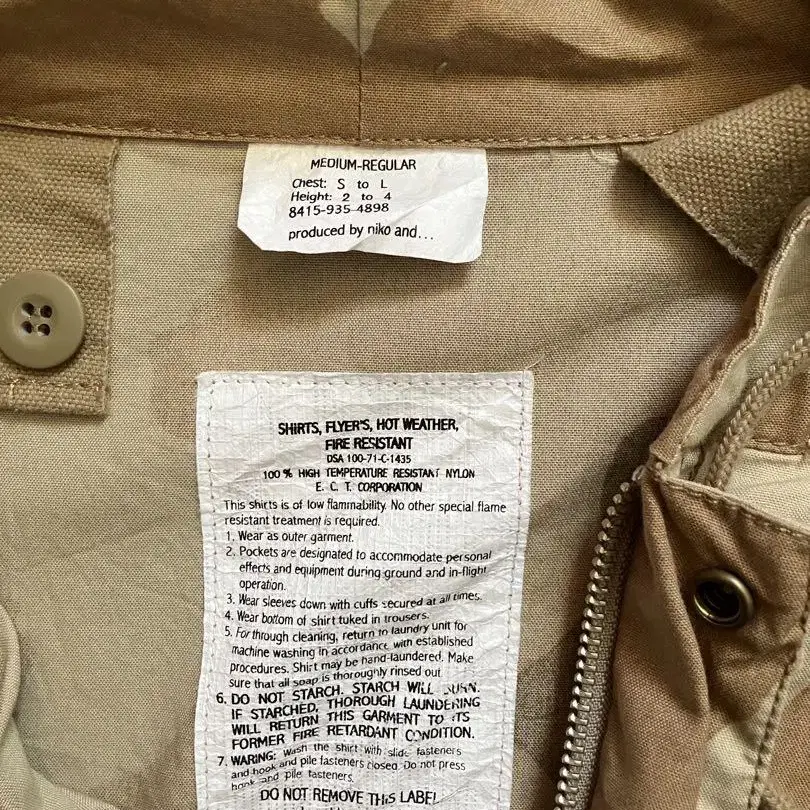 MEDIUM-REGULAR
Chest: S to L
Height: 2 to 4
8415-935-4898
produced by niko and...
SHIRTS, FLYER'S, HOT WEATHER,
FIRE RESISTANT
DSA 100-71-C-1435
100 % HIGH TEMPERATURE RESISTANT NYLON
E. C. T. CORPORATION
This shirts is of low flammability. No other special flame
resistant treatment is required.
1. Wear as outer garment.
2. Pockets are designated to accommodate personal
effects and equipment during ground and in-flight
operation.
3. Wear sleeves down with cuffs secured at all times.
4. Wear bottom of shirt tuked in trousers.
5. For through cleaning, return to laundry unit for
machine washing in accordance with established
procedures. Shirt may be hand-laundered. Make
sure that all soap is thoroughly rinsed out
6. DO NOT STARCH. STARCH WILL BURN.
IF STARCHED, THOROUGH LAUNDERING
WILL RETURN THIS GARMENT TO ITS
FORMER FIRE RETARDANT CONDITION.
7. WARING: Wash the shirt with slide fasteners
and hook and pile fasteners closed. Do not press
hook and pile fasteners.
DO NOT REMOVE THIS LABEL!